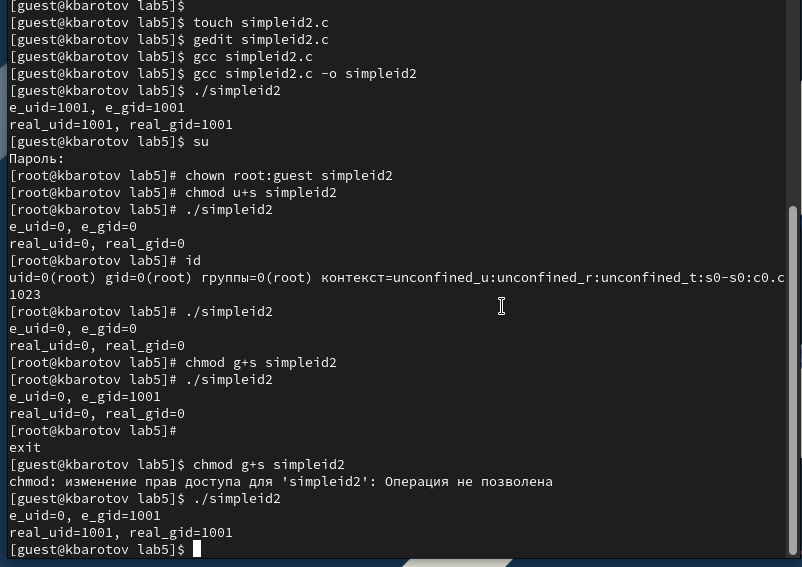 [guest@kbarotov lab5]$
[guest@kbarotov lab5]$ touch simpleid2.c
[guest@kbarotov lab5]$ gedit simpleid2.c
[guest@kbarotov lab5]$ gcc simpleid2.c
[guest@kbarotov lab5]$ gcc simpleid2.c -o simpleid2
[guest@kbarotov lab5]$ ./simpleid2
e_uid=1001, e_gid=1001
real_uid=1001, real_gid=1001
[guest@kbarotov lab5]$ su
Пароль:
[root@kbarotov lab5]# chown root:guest simpleid2
[root@kbarotov lab5]# chmod u+s simpleid2
[root@kbarotov lab5]# ./simpleid2
e_uid=0, e_gid=0
real_uid=0, real_gid=0
[root@kbarotov lab5]# id
uid=0(root) gid=0(root) группы=0(root) контекст=unconfined_u:unconfined_r:unconfined_t:s0-s0:c0.c
1023
[root@kbarotov lab5]# ./simpleid2
e_uid=0, e_gid=0
real_uid=0, real_gid=0
[root@kbarotov lab5]# chmod g+s simpleid2
[root@kbarotov lab5]# ./simpleid2
e_uid=0, e_gid=1001
real_uid=0, real_gid=0
[root@kbarotov lab5]#
exit
[guest@kbarotov lab5]$ chmod g+s simpleid2
chmod: изменение прав доступа для 'simpleid2': Операция не позволена
[guest@kbarotov lab5]$ ./simpleid2
e_uid=0, e_gid=1001
real_uid=1001, real_gid=1001
[guest@kbarotov lab5]$